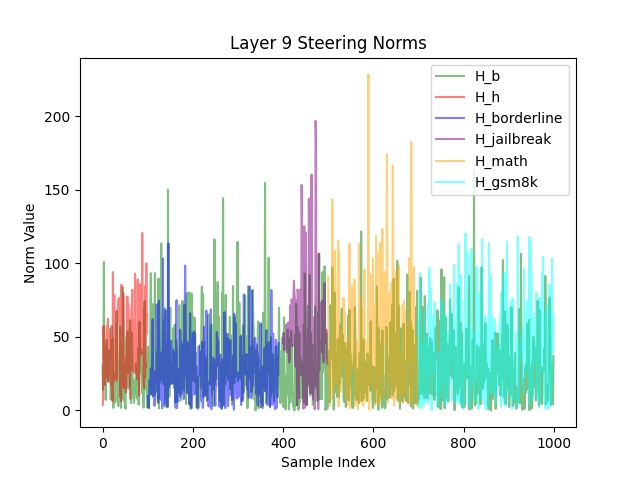 Layer 9 Steering Norms
H_b
H_h
H_borderline
H_jailbreak
H_math
H_gsm8k
200
150
100
50
0
Norm Value
0
200
400
600
800
1000
Sample Index